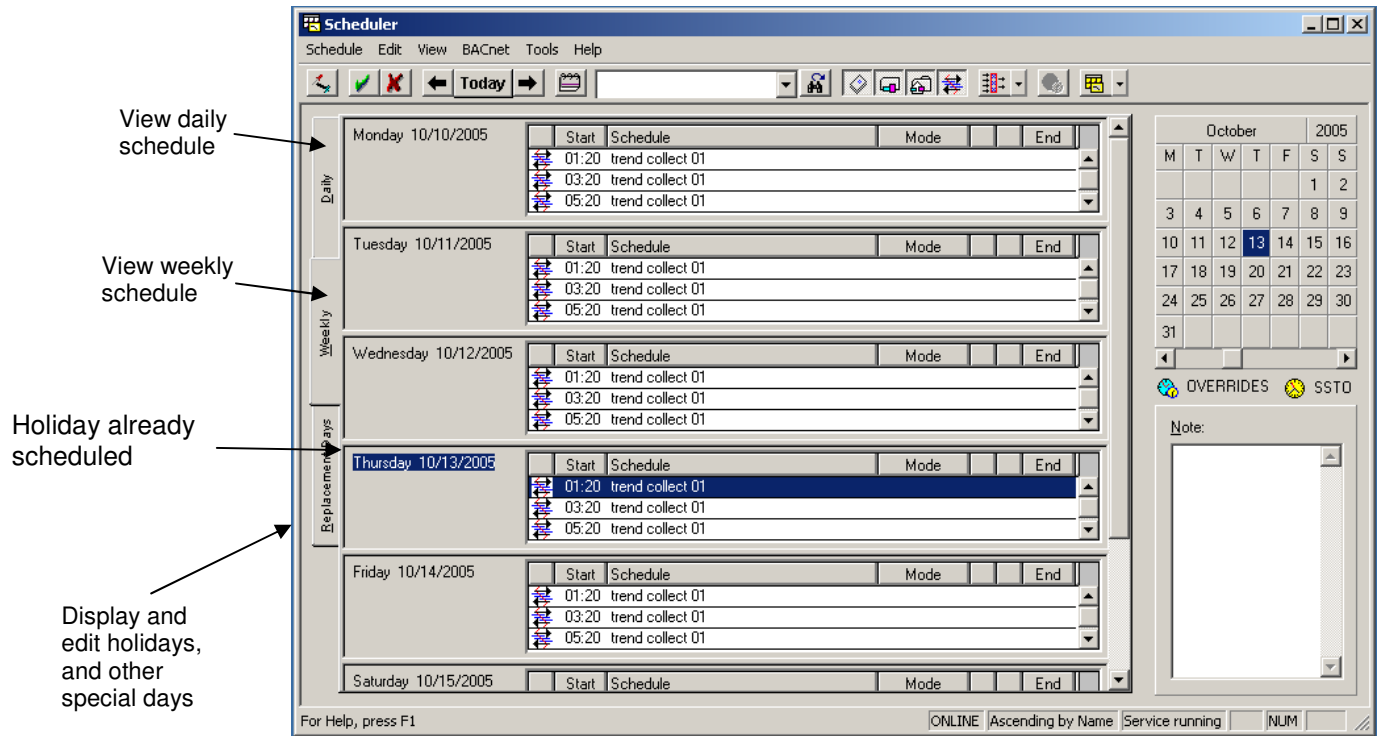 Scheduler
Schedule Edit View BACnet Tools Help
Today
View daily
schedule
View weekly
schedule
Holiday already
scheduled
Display and
edit holidays,
and other
special days
Daily
Weekly
Replacement Days
Monday 10/10/2005
Start Schedule Mode End
01:20 trend collect 01
03:20 trend collect 01
05:20 trend collect 01
Tuesday 10/11/2005
Start Schedule Mode End
01:20 trend collect 01
03:20 trend collect 01
05:20 trend collect 01
Wednesday 10/12/2005
Start Schedule Mode End
01:20 trend collect 01
03:20 trend collect 01
05:20 trend collect 01
Thursday 10/13/2005
Start Schedule Mode End
01:20 trend collect 01
03:20 trend collect 01
05:20 trend collect 01
Friday 10/14/2005
Start Schedule Mode End
01:20 trend collect 01
03:20 trend collect 01
05:20 trend collect 01
Saturday 10/15/2005
Start Schedule Mode End
October 2005
M T W T F S S
1 2
3 4 5 6 7 8 9
10 11 12 13 14 15 16
17 18 19 20 21 22 23
24 25 26 27 28 29 30
31
OVERRIDES SSTO
Note:
For Help, press F1
ONLINE Ascending by Name Service running NUM